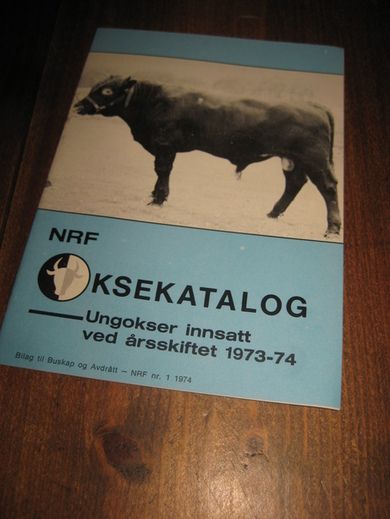 NRF
OKSEKATALOG
Ungokser innsatt
ved årsskiftet 1973-74
Bilag til Buskap og Avdrått — NRF nr. 1 1974